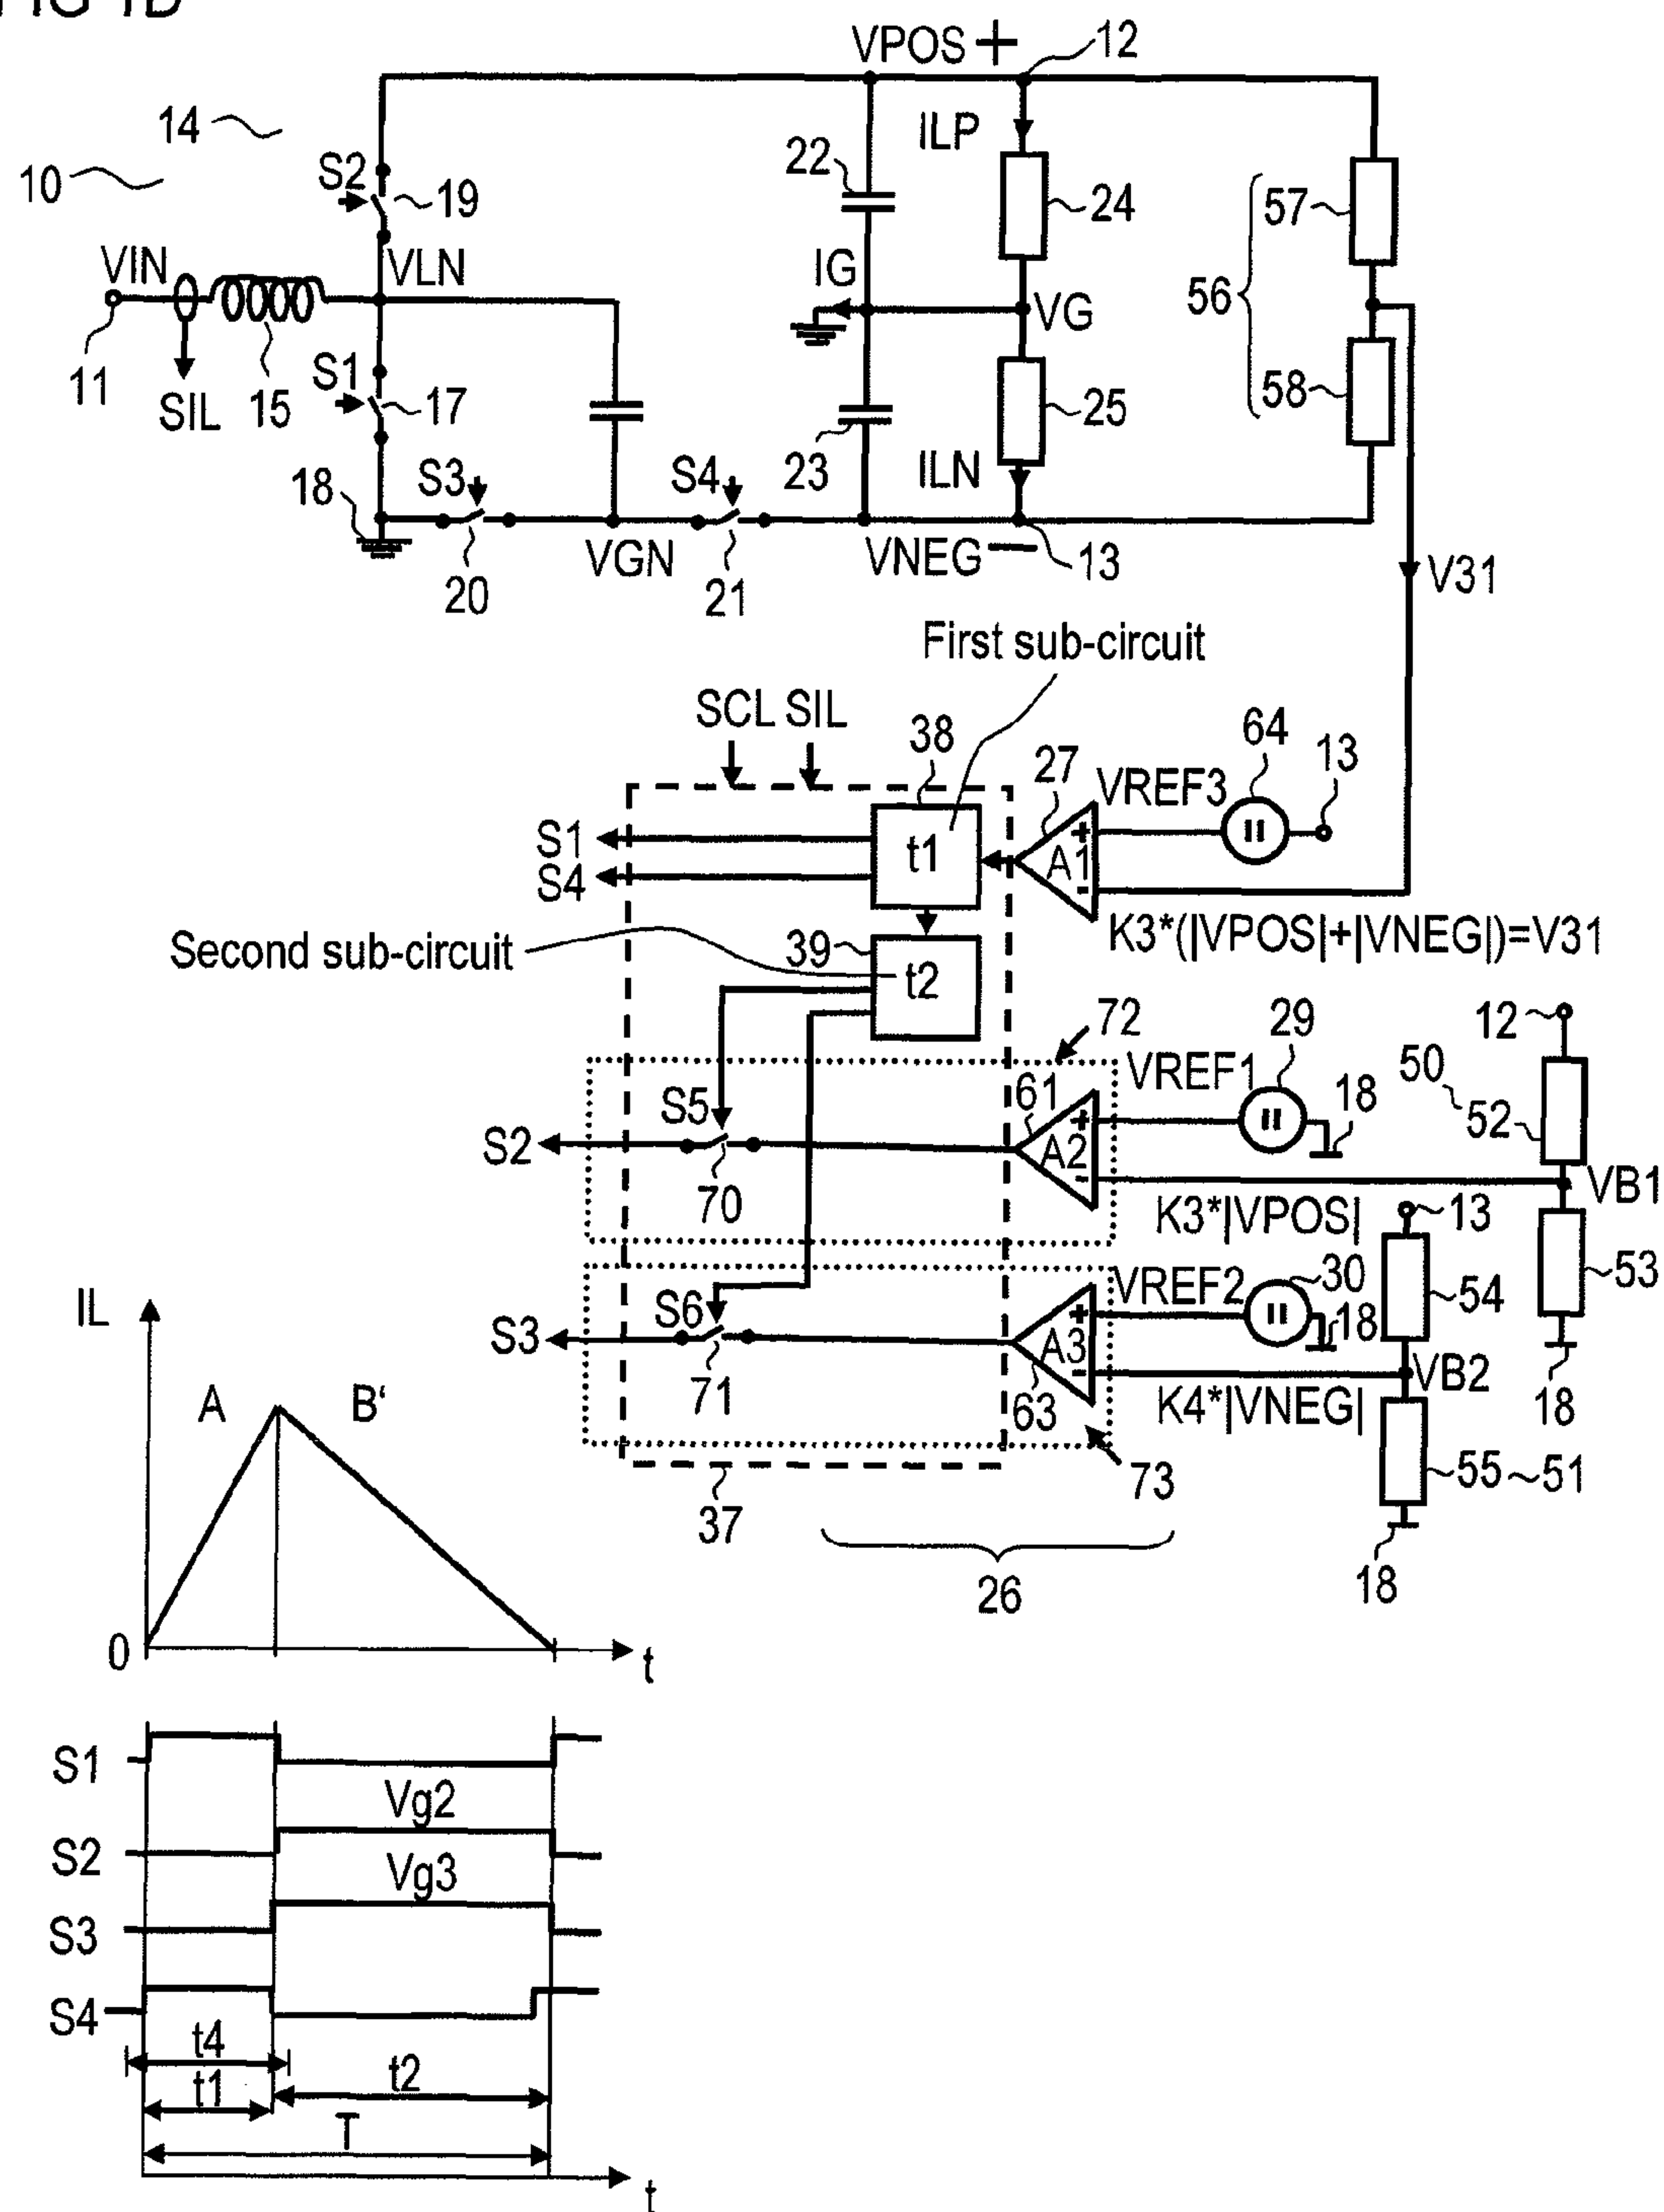 VPOS +
12
14
ILP
22
10
S2
19
24
57
VIN
VLN
IG
VG
56
11
S1
SIL
15
17
25
58
23
18
S3
S4
ILN
VGN
VNEG —
13
20
21
V31
First sub-circuit
SCL SIL
38
64
27
VREF3
13
S1
t1
A1
+
-
S4
K3*(|VPOS|+|VNEG|)=V31
Second sub-circuit
39
t2
72
29
12
VREF1
50
61
18
52
S5
+
S2
A2
-
VB1
70
K3*|VPOS|
13
53
VREF2
30
54
IL
S6
+
18
S3
A3
-
VB2
18
A
B'
71
63
K4*|VNEG|
73
55
51
37
26
18
0
t
S1
Vg2
S2
Vg3
S3
S4
t4
t2
t1
T
t